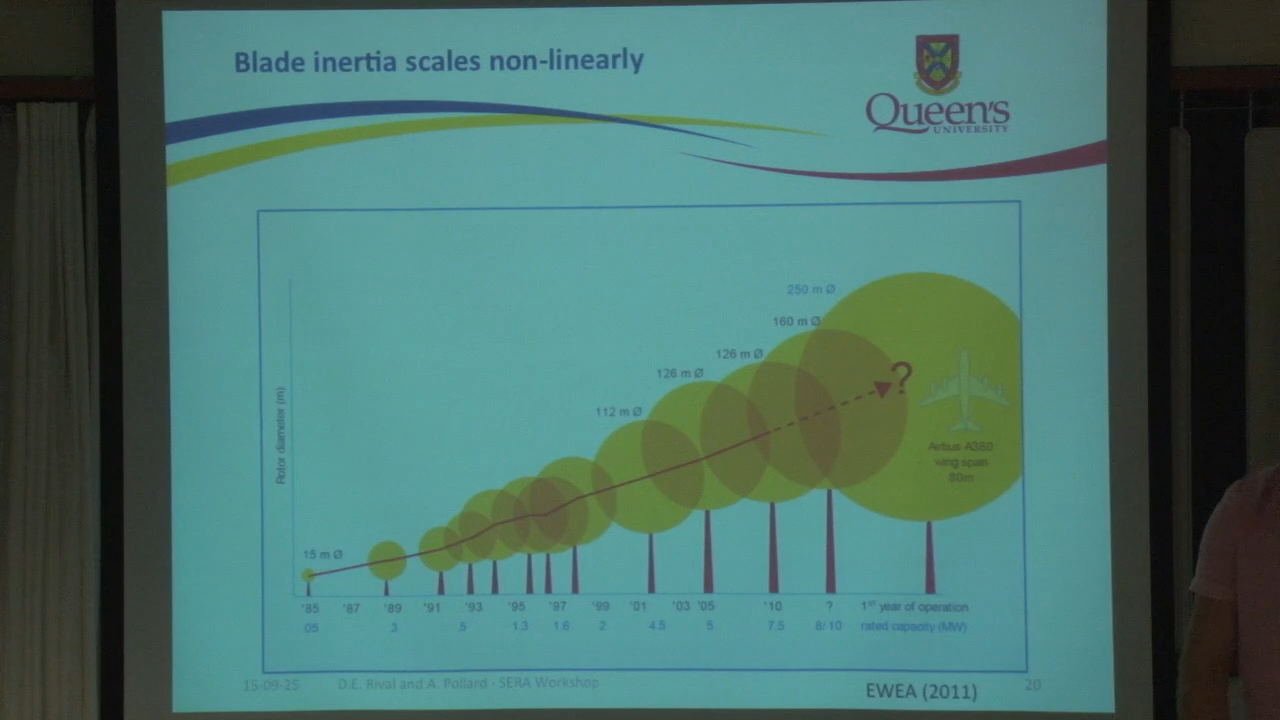 Blade inertia scales non-linearly
Queen's
UNIVERSITY
250 m Ø
160 m Ø
126 m Ø
126 m Ø
112 m Ø
?
Rotor diameter (m)
Airbus A380
wing span
80m
15 m Ø
'85 '87 '89 '91 '93 '95 '97 '99 '01 '03 '05 '10 ? 1st year of operation
.05 .3 .5 1.3 1.6 2 4.5 5 7.5 8/10 rated capacity (MW)
15-09-25 D.E. Rival and A. Pollard - SERA Workshop 20
EWEA (2011)